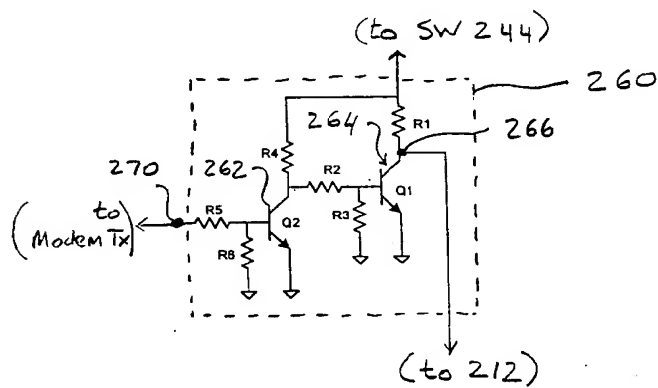 (to SW 244)
260
264
R1
266
R4
270
262
R2
Q1
(to Modem Tx)
R5
Q2
R3
R6
(to 212)